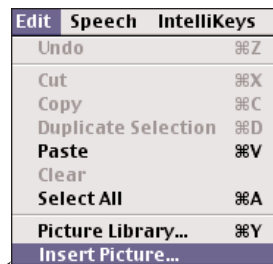 Edit Speech IntelliKeys
Undo ⌘Z
Cut ⌘X
Copy ⌘C
Duplicate Selection ⌘D
Paste ⌘V
Clear
Select All ⌘A
Picture Library... ⌘Y
Insert Picture...